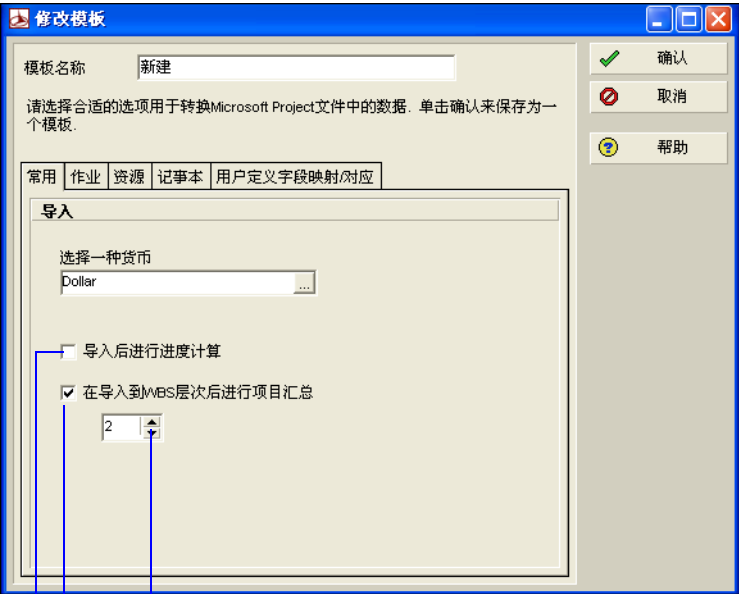 修改模板
模板名称
新建
确认
取消
帮助
请选择合适的选项用于转换Microsoft Project文件中的数据. 单击确认来保存为一
个模板.
常用 作业 资源 记事本 用户定义字段映射/对应
导入
选择一种货币
Dollar
...
导入后进行进度计算
在导入到WBS层次后进行项目汇总
2